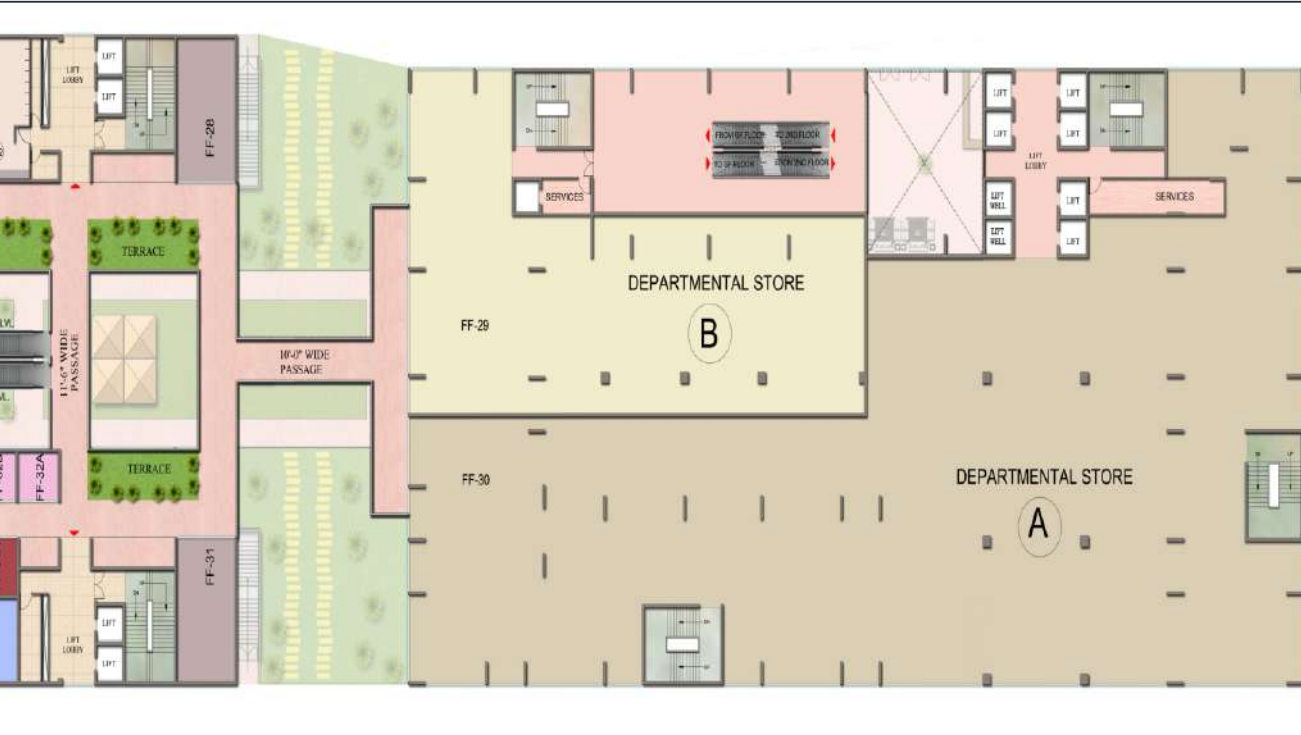 LIFT
LOBBY
LIFT
LIFT
FF-28
TERRACE
11'-6" WIDE
PASSAGE
10'-0" WIDE
PASSAGE
TERRACE
FF-32A
FF-31
LIFT
LOBBY
LIFT
LIFT
SERVICES
FROM GR FLOOR
TO 2ND FLOOR
TO GF FLOOR
FROM 2ND FLOOR
DEPARTMENTAL STORE
B
FF-29
FF-30
LIFT
LIFT
LIFT
WELL
LIFT
WELL
LIFT
LOBBY
LIFT
LIFT
LIFT
LIFT
SERVICES
DEPARTMENTAL STORE
A